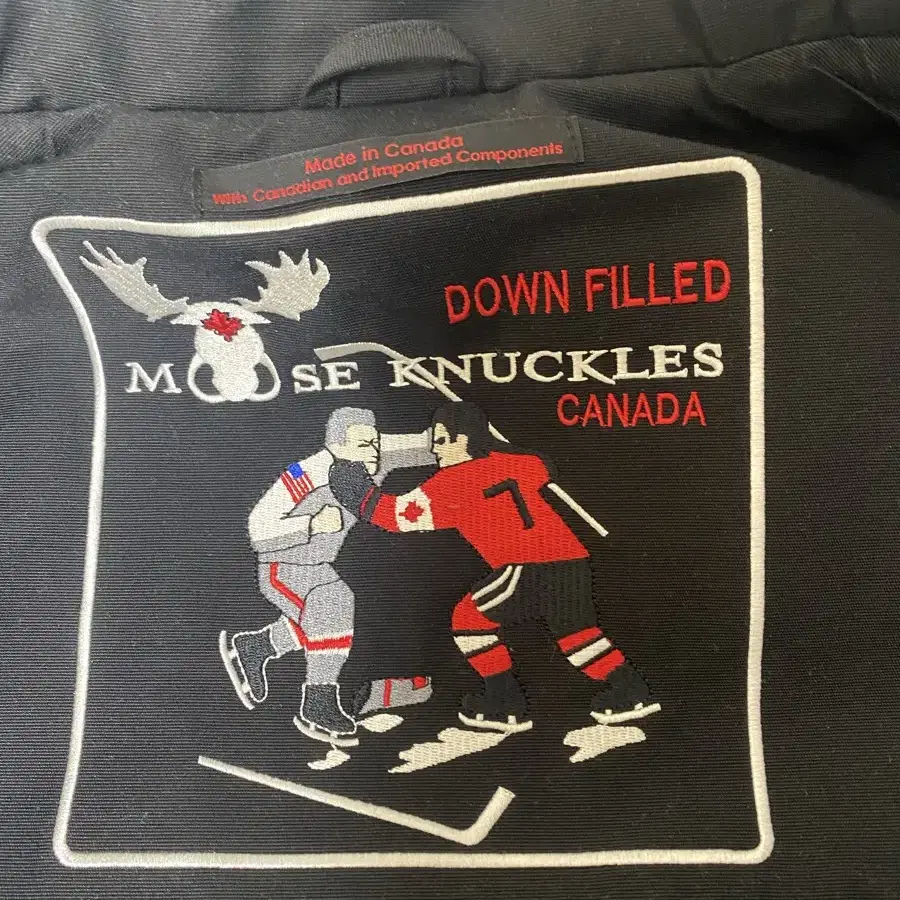 Made in Canada
With Canadian and Imported Components
DOWN FILLED
MOOSE KNUCKLES
CANADA
7